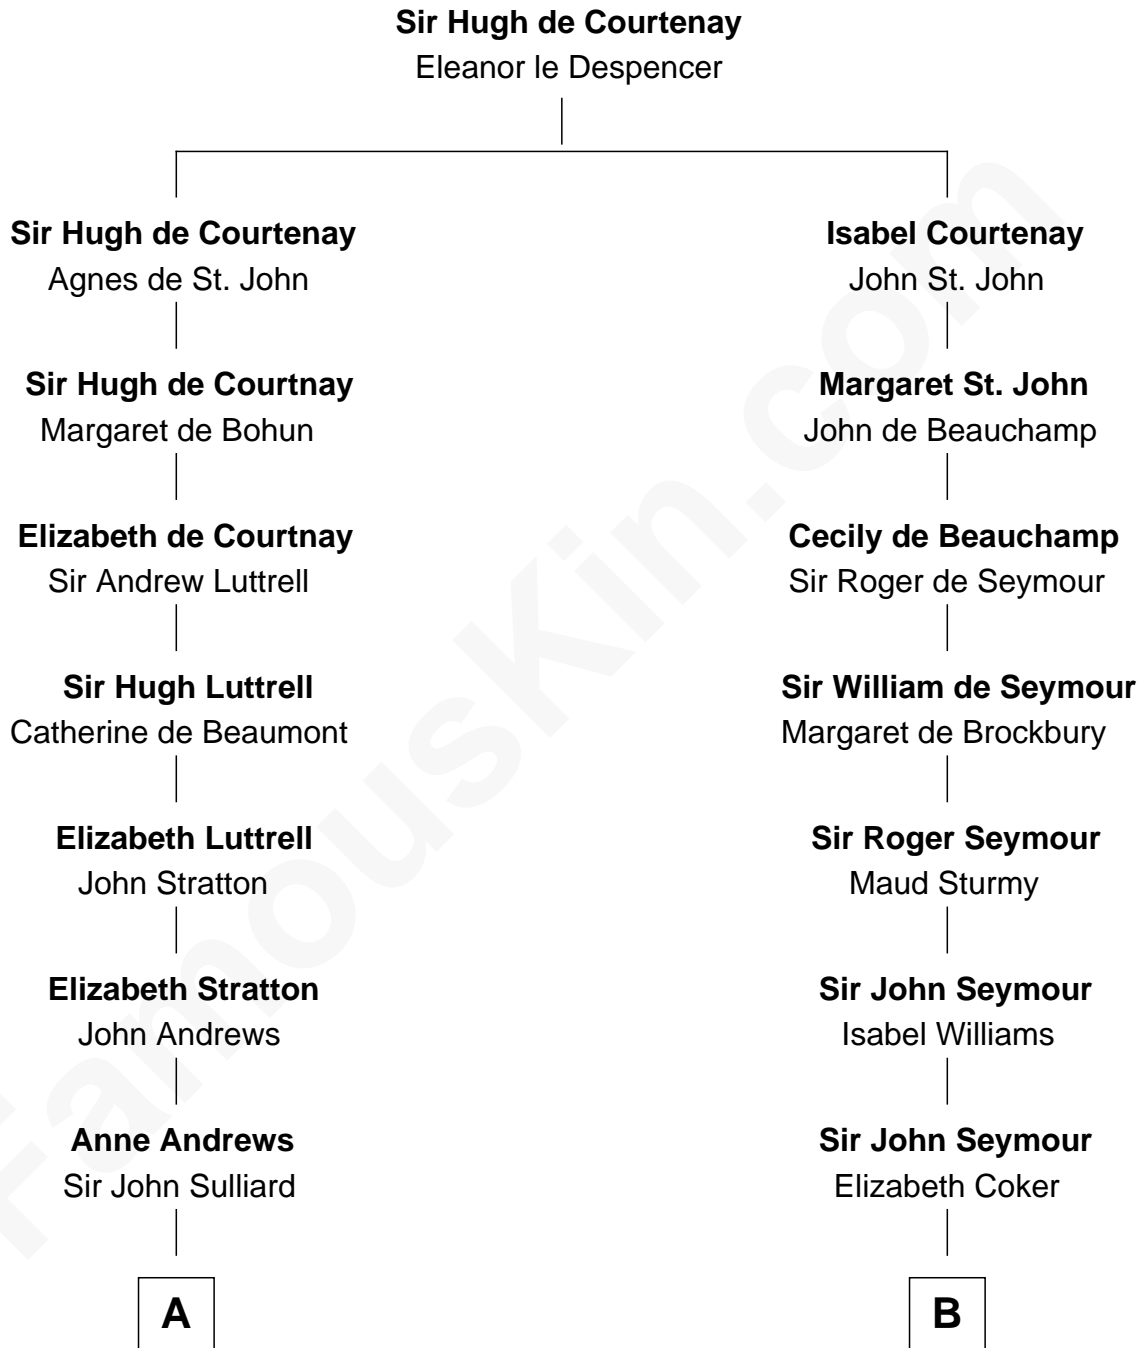 Sir Hugh de Courtenay
Eleanor le Despencer
Sir Hugh de Courtenay
Agnes de St. John
Isabel Courtenay
John St. John
Sir Hugh de Courtnay
Margaret de Bohun
Margaret St. John
John de Beauchamp
Elizabeth de Courtnay
Sir Andrew Luttrell
Cecily de Beauchamp
Sir Roger de Seymour
Sir Hugh Luttrell
Catherine de Beaumont
Sir William de Seymour
Margaret de Brockbury
Elizabeth Luttrell
John Stratton
Sir Roger Seymour
Maud Sturmy
Elizabeth Stratton
John Andrews
Sir John Seymour
Isabel Williams
Anne Andrews
Sir John Sulliard
Sir John Seymour
Elizabeth Coker
A
B
FamousKin.com